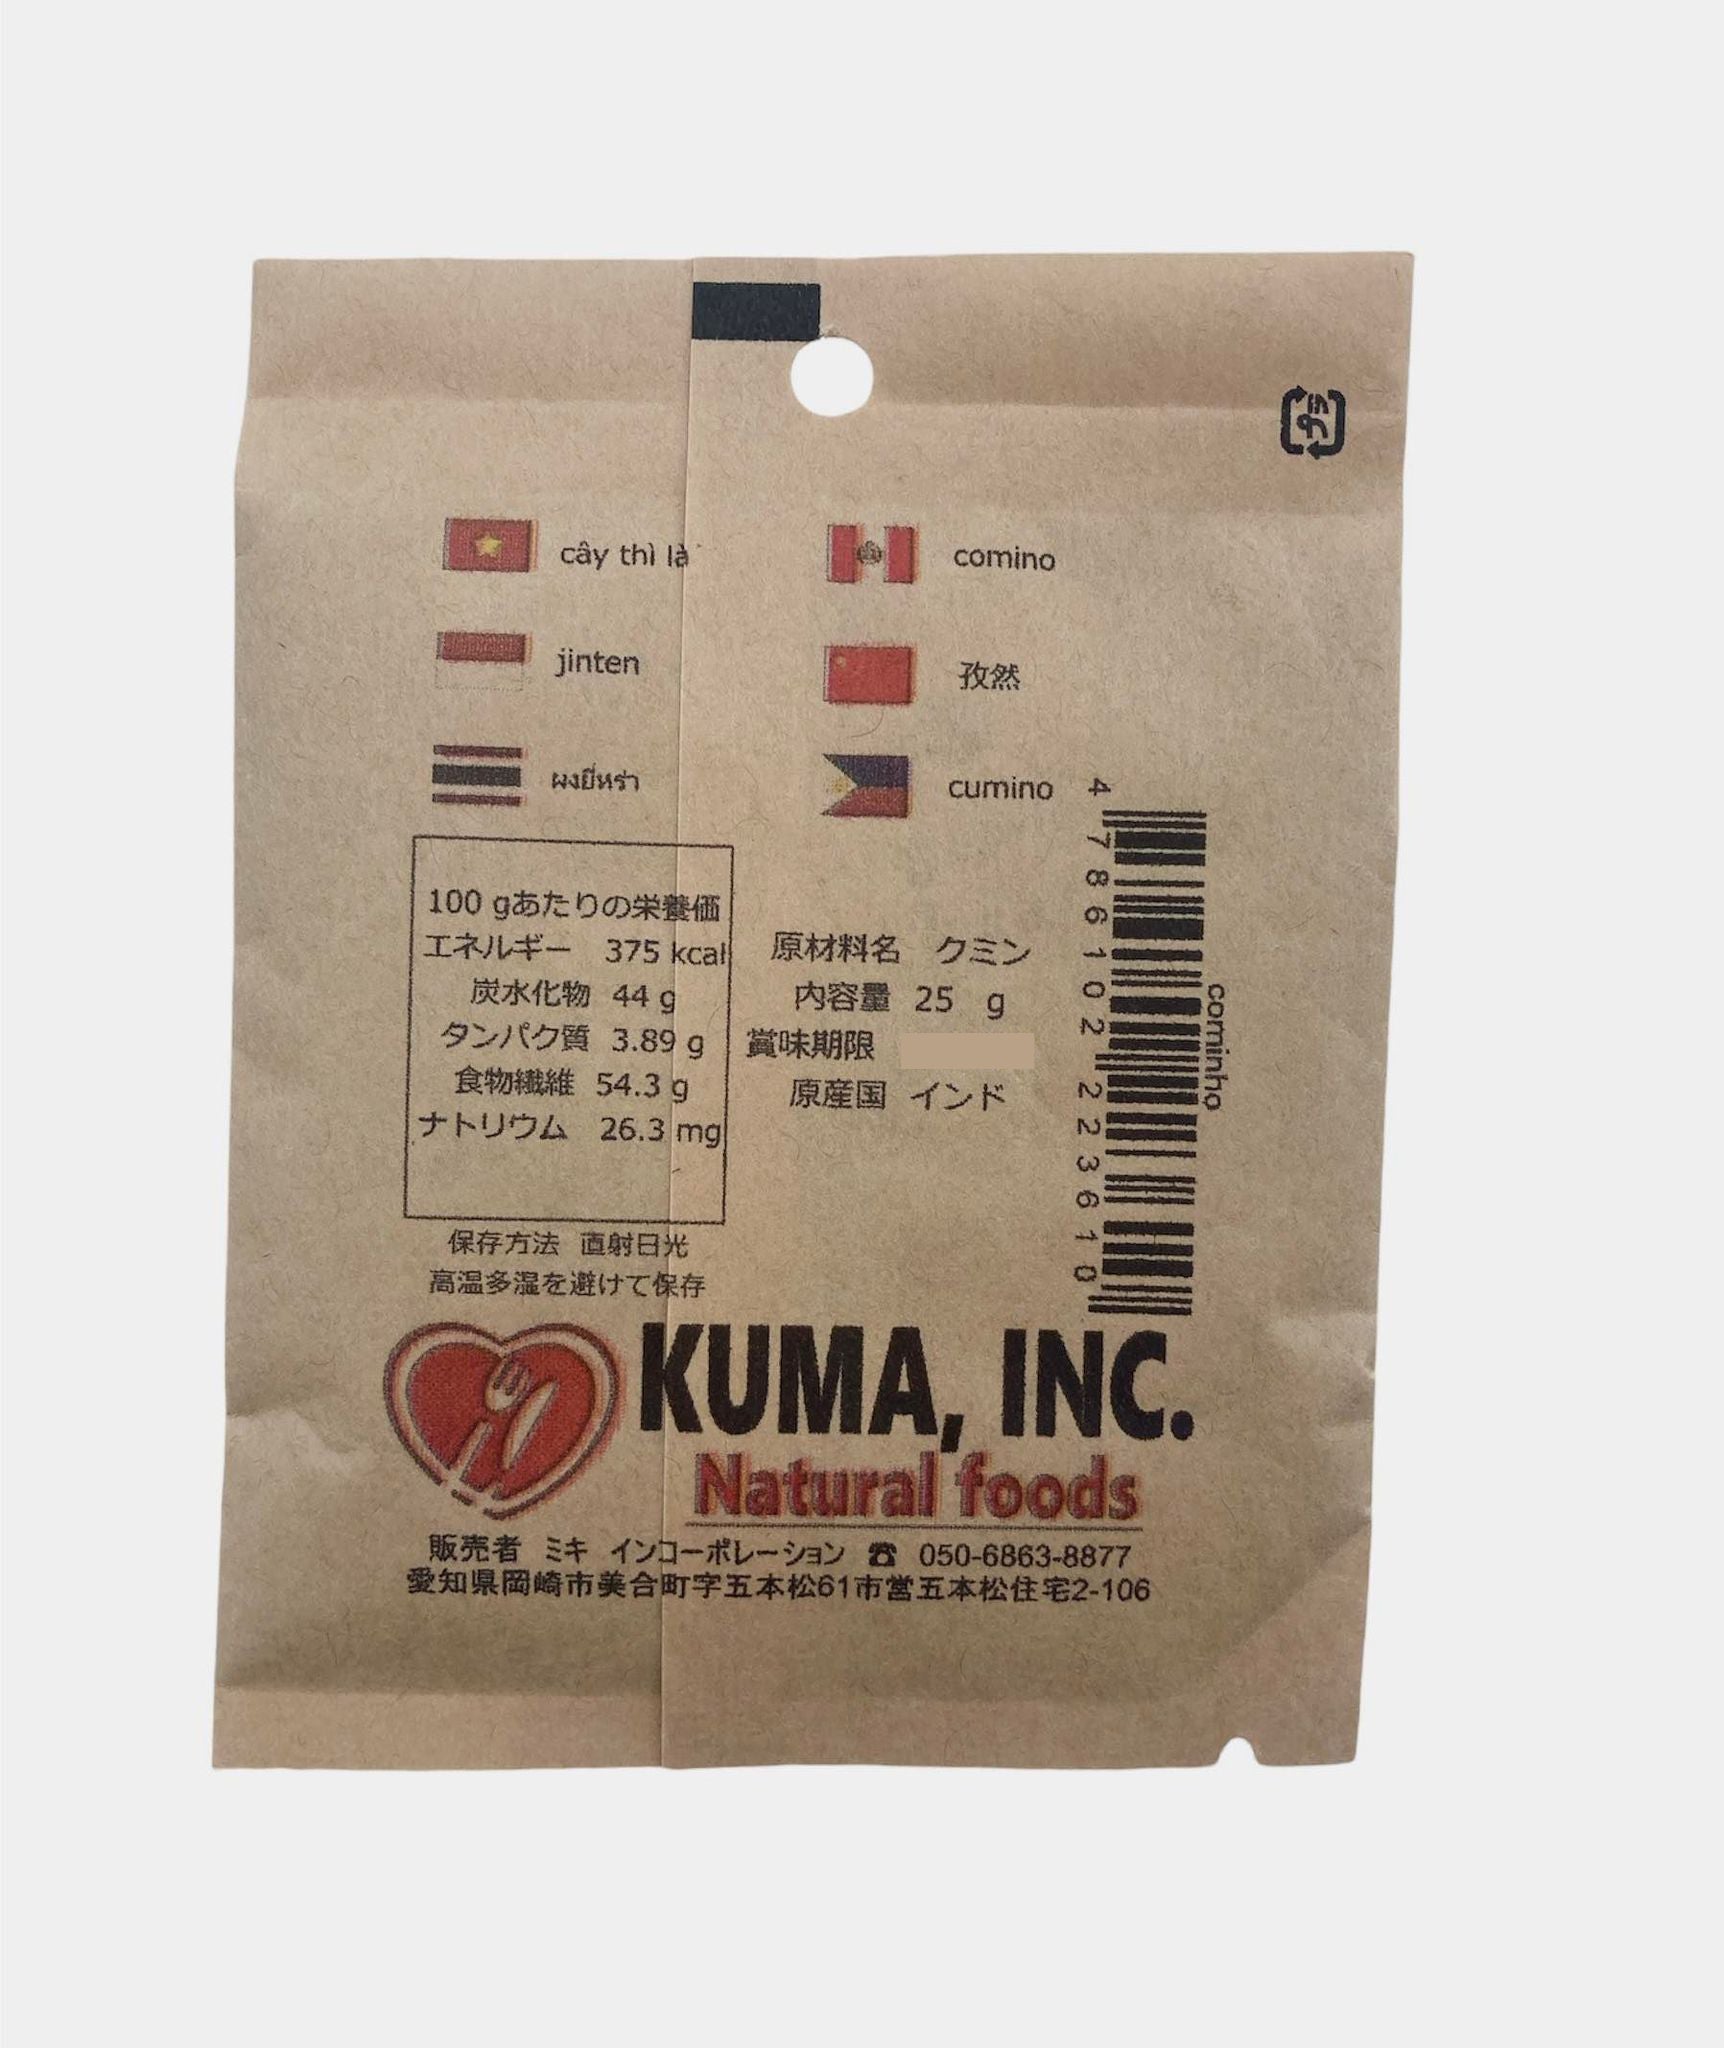 プラ
cây thì là
comino
jinten
孜然
ผงยี่หร่า
cumino
100 gあたりの栄養価
エネルギー 375 kcal
炭水化物 44 g
タンパク質 3.89 g
食物繊維 54.3 g
ナトリウム 26.3 mg
原材料名 クミン
内容量 25 g
賞味期限
原産国 インド
4 786102 223610
cominho
保存方法 直射日光
高温多湿を避けて保存
KUMA, INC.
Natural foods
販売者 ミキ インコーポレーション ☎ 050-6863-8877
愛知県岡崎市美合町字五本松61市営五本松住宅2-106